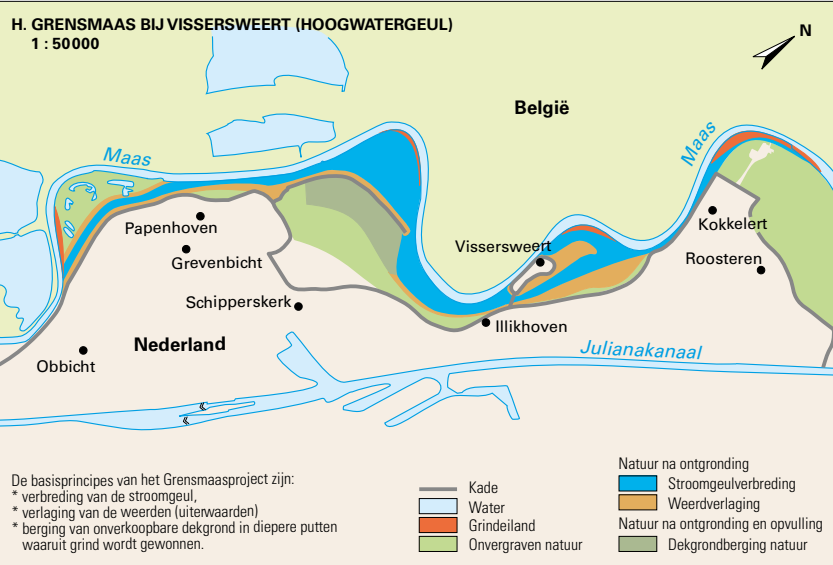 H. GRENSMAAS BIJ VISSERSWEERT (HOOGWATERGEUL)
1 : 50 000
N
België
Maas
Maas
Papenhoven
Grevenbicht
Schipperskerk
Nederland
Obbicht
Vissersweert
Illikhoven
Kokkelert
Roosteren
Julianakanaal
De basisprincipes van het Grensmaasproject zijn:
* verbreding van de stroomgeul,
* verlaging van de weerden (uiterwaarden)
* berging van onverkoopbare dekgrond in diepere putten
waaruit grind wordt gewonnen.
Kade
Water
Grindeiland
Onvergraven natuur
Natuur na ontgronding
Stroomgeulverbreding
Weerdverlaging
Natuur na ontgronding en opvulling
Dekgrondberging natuur